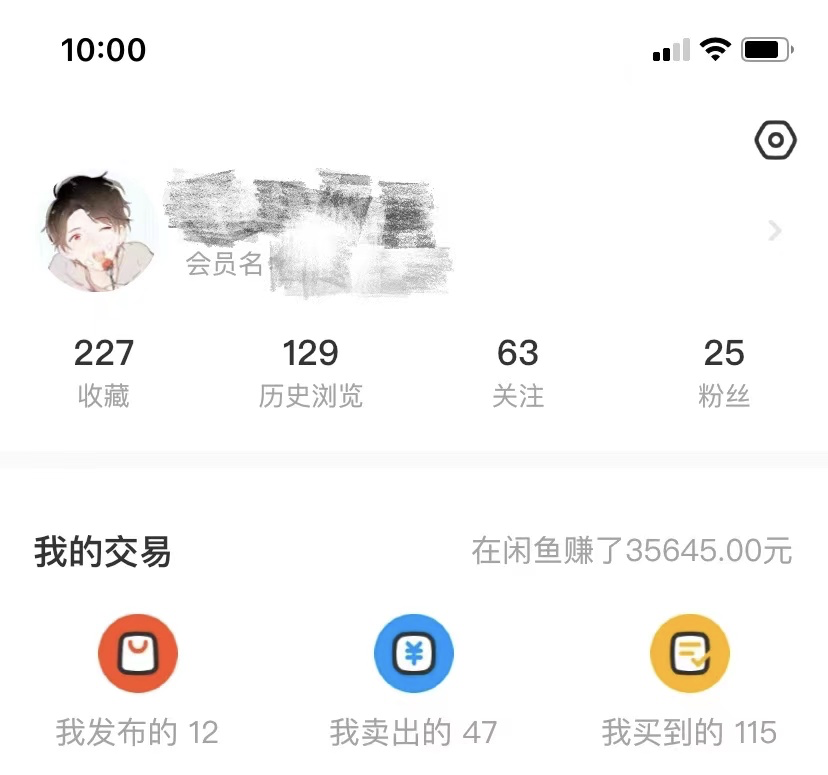 10:00
会员名
227 129 63 25
收藏 历史浏览 关注 粉丝
我的交易 在闲鱼赚了35645.00元
我发布的 12 我卖出的 47 我买到的 115